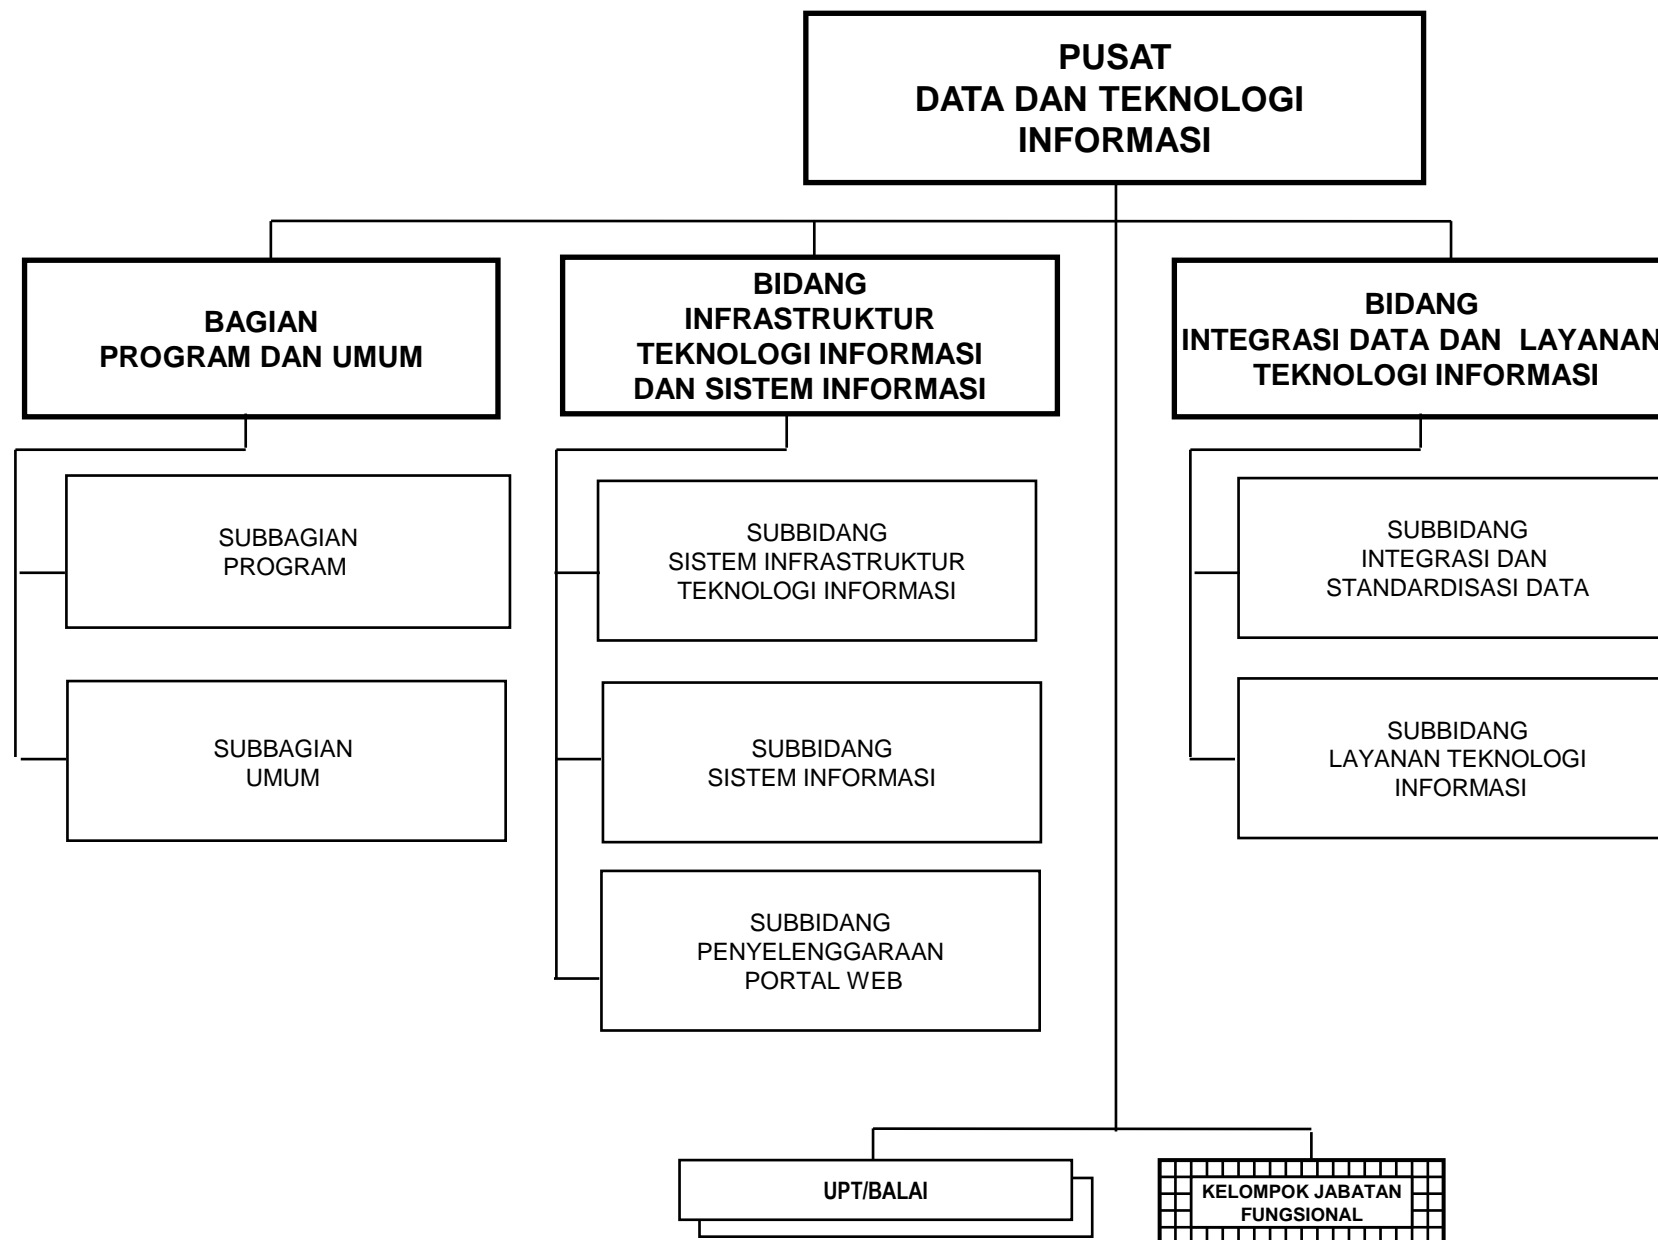 PUSAT
DATA DAN TEKNOLOGI
INFORMASI
BAGIAN
PROGRAM DAN UMUM
BIDANG
INFRASTRUKTUR
TEKNOLOGI INFORMASI
DAN SISTEM INFORMASI
BIDANG
INTEGRASI DATA DAN LAYANAN
TEKNOLOGI INFORMASI
SUBBAGIAN
PROGRAM
SUBBAGIAN
UMUM
SUBBIDANG
SISTEM INFRASTRUKTUR
TEKNOLOGI INFORMASI
SUBBIDANG
SISTEM INFORMASI
SUBBIDANG
PENYELENGGARAAN
PORTAL WEB
SUBBIDANG
INTEGRASI DAN
STANDARDISASI DATA
SUBBIDANG
LAYANAN TEKNOLOGI
INFORMASI
UPT/BALAI
KELOMPOK JABATAN
FUNGSIONAL